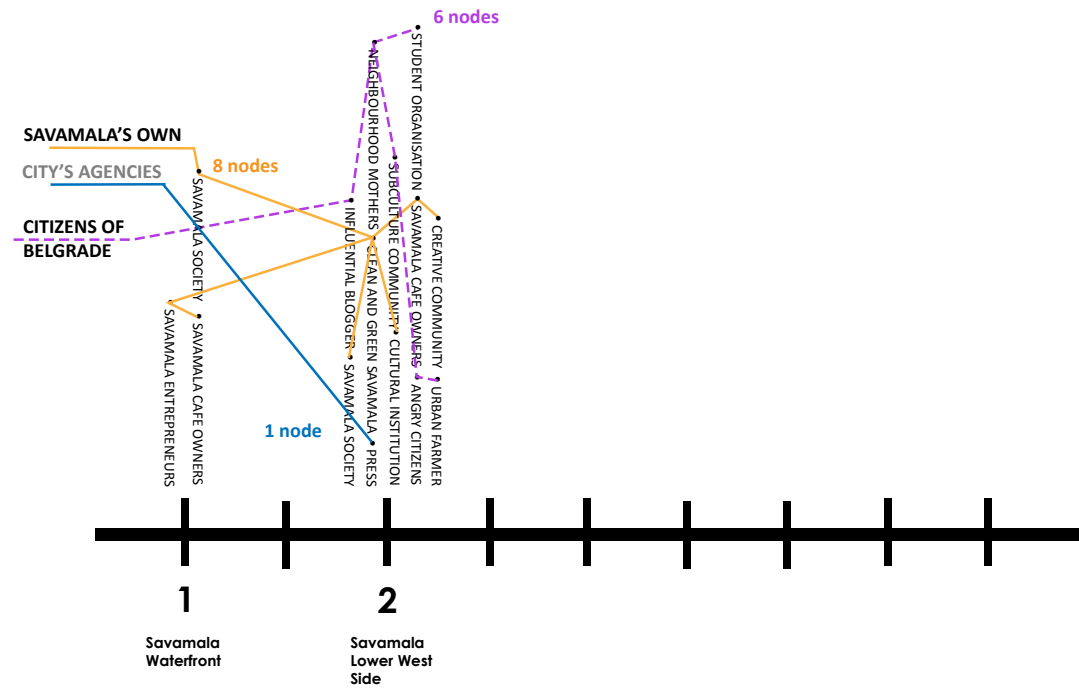 6 nodes
STUDENT ORGANISATION
NEIGHBOURHOOD MOTHERS
SAVAMALA'S OWN
8 nodes
CITY'S AGENCIES
SUBCULTURE COMMUNITY
SAVAMALA SOCIETY
INFLUENTIAL BLOGGER
SAVAMALA CAFE OWNERS
CREATIVE COMMUNITY
CITIZENS OF
BELGRADE
CLEAN AND GREEN SAVAMALA
SAVAMALA ENTREPRENEURS
SAVAMALA CAFE OWNERS
CULTURAL INSTITUTION
SAVAMALA SOCIETY
ANGRY CITIZENS
URBAN FARMER
1 node
PRESS
1
2
Savamala
Waterfront
Savamala
Lower West
Side